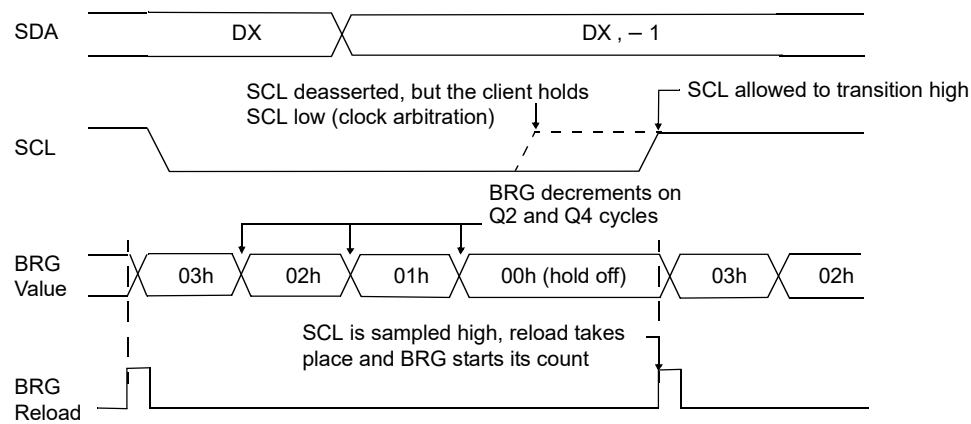 SDA
DX
DX , – 1
SCL deasserted, but the client holds
SCL low (clock arbitration)
SCL allowed to transition high
SCL
BRG decrements on
Q2 and Q4 cycles
BRG
Value
03h
02h
01h
00h (hold off)
03h
02h
SCL is sampled high, reload takes
place and BRG starts its count
BRG
Reload